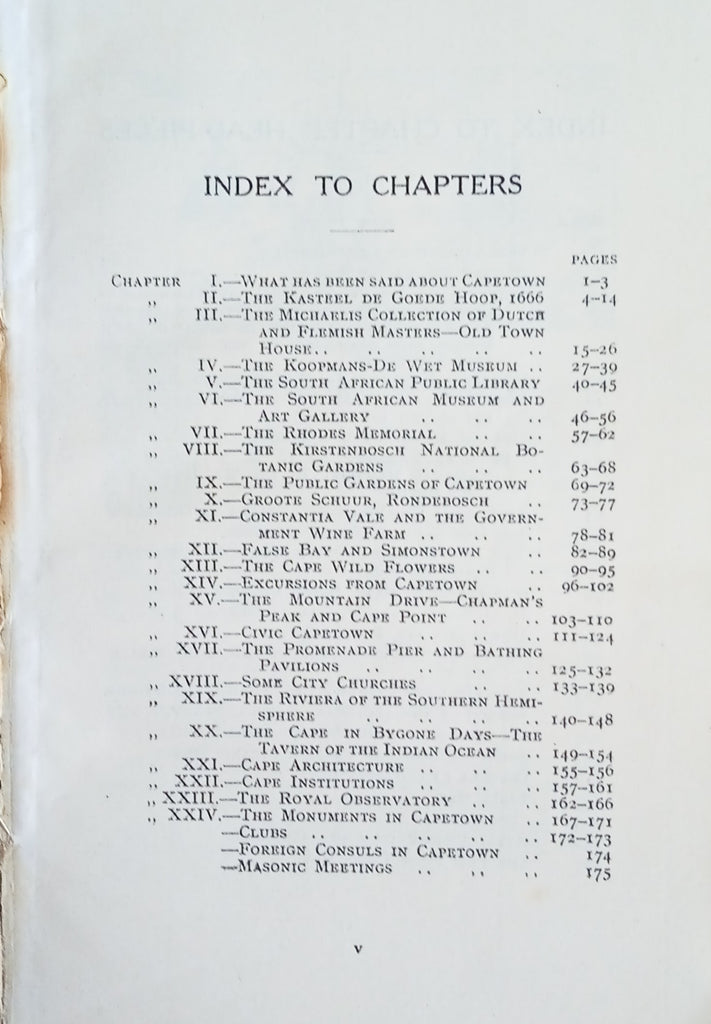 INDEX TO CHAPTERS
PAGES
CHAPTER I.—WHAT HAS BEEN SAID ABOUT CAPETOWN 1–3
,, II.—THE KASTEEL DE GOEDE HOOP, 1666 4–14
,, III.—THE MICHAELIS COLLECTION OF DUTCH
AND FLEMISH MASTERS—OLD TOWN
HOUSE.. .. .. .. .. 15–26
,, IV.—THE KOOPMANS-DE WET MUSEUM .. 27–39
,, V.—THE SOUTH AFRICAN PUBLIC LIBRARY 40–45
,, VI.—THE SOUTH AFRICAN MUSEUM AND
ART GALLERY .. .. .. 46–56
,, VII.—THE RHODES MEMORIAL .. .. 57–62
,, VIII.—THE KIRSTENBOSCH NATIONAL BO-
TANIC GARDENS .. .. .. 63–68
,, IX.—THE PUBLIC GARDENS OF CAPETOWN 69–72
,, X.—GROOTE SCHUUR, RONDEBOSCH .. 73–77
,, XI.—CONSTANTIA VALE AND THE GOVERN-
MENT WINE FARM .. .. .. 78–81
,, XII.—FALSE BAY AND SIMONSTOWN .. 82–89
,, XIII.—THE CAPE WILD FLOWERS .. .. 90–95
,, XIV.—EXCURSIONS FROM CAPETOWN .. 96–102
,, XV.—THE MOUNTAIN DRIVE—CHAPMAN'S
PEAK AND CAPE POINT .. .. 103–110
,, XVI.—CIVIC CAPETOWN .. .. .. 111–124
,, XVII.—THE PROMENADE PIER AND BATHING
PAVILIONS .. .. .. .. 125–132
,, XVIII.—SOME CITY CHURCHES .. .. 133–139
,, XIX.—THE RIVIERA OF THE SOUTHERN HEMI-
SPHERE .. .. .. .. 140–148
,, XX.—THE CAPE IN BYGONE DAYS—THE
TAVERN OF THE INDIAN OCEAN .. 149–154
,, XXI.—CAPE ARCHITECTURE .. .. .. 155–156
,, XXII.—CAPE INSTITUTIONS .. .. .. 157–161
,, XXIII.—THE ROYAL OBSERVATORY .. .. 162–166
,, XXIV.—THE MONUMENTS IN CAPETOWN .. 167–171
—CLUBS .. .. .. .. .. 172–173
—FOREIGN CONSULS IN CAPETOWN .. 174
—MASONIC MEETINGS .. .. .. 175
v